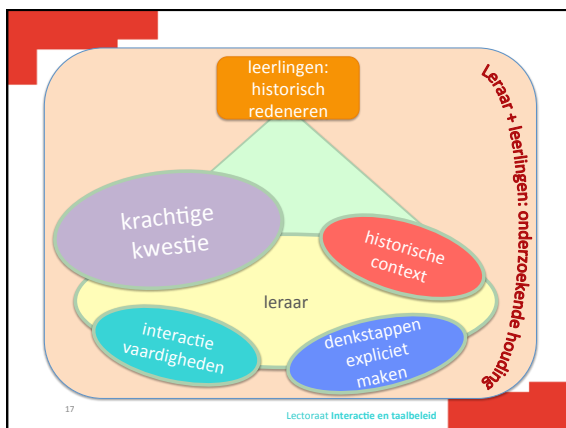 leerlingen:
historisch
redeneren
Leraar + leerlingen: onderzoekende houding
krachtige
kwestie
historische
context
leraar
interactie
vaardigheden
denkstappen
expliciet
maken
17
Lectoraat Interactie en taalbeleid